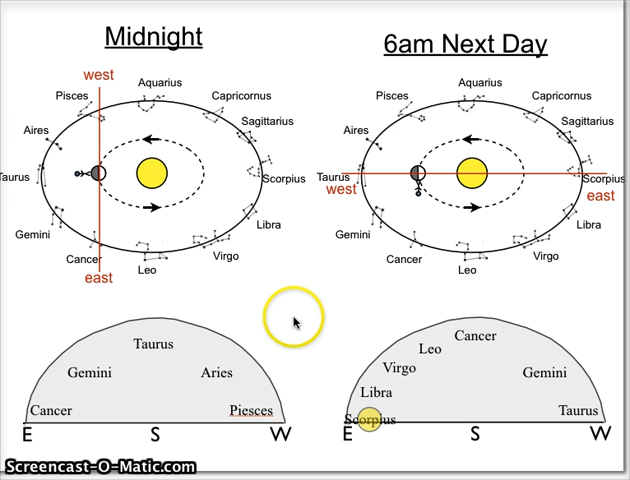 Midnight
west
Pisces
Aquarius
Capricornus
Aires
Sagittarius
Taurus
Scorpius
Gemini
Libra
Cancer
Leo
Virgo
east
6am Next Day
Pisces
Aquarius
Capricornus
Aires
Sagittarius
Taurus
west
Scorpius
east
Gemini
Libra
Cancer
Leo
Virgo
Taurus
Gemini
Aries
Cancer
Piesces
E
S
W
Cancer
Leo
Virgo
Gemini
Libra
Scorpius
Taurus
E
S
W
Screencast-O-Matic.com